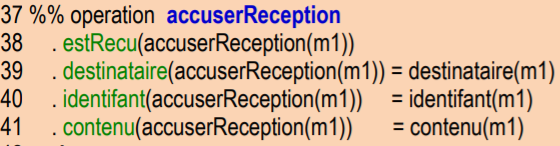 37 %% operation accuserReception
38 . estRecu(accuserReception(m1))
39 . destinataire(accuserReception(m1)) = destinataire(m1)
40 . identifant(accuserReception(m1)) = identifant(m1)
41 . contenu(accuserReception(m1)) = contenu(m1)